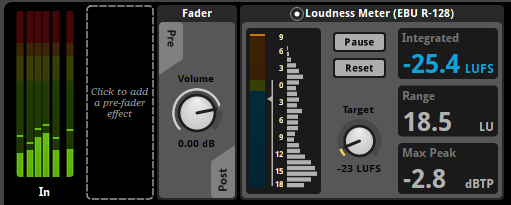 In
Click to add
a pre-fader
effect
Fader
Pre
Volume
0.00 dB
Post
Loudness Meter (EBU R-128)
9
6
3
0
3
6
9
12
15
18
Pause
Reset
Target
-23 LUFS
Integrated
-25.4 LUFS
Range
18.5 LU
Max Peak
-2.8 dBTP